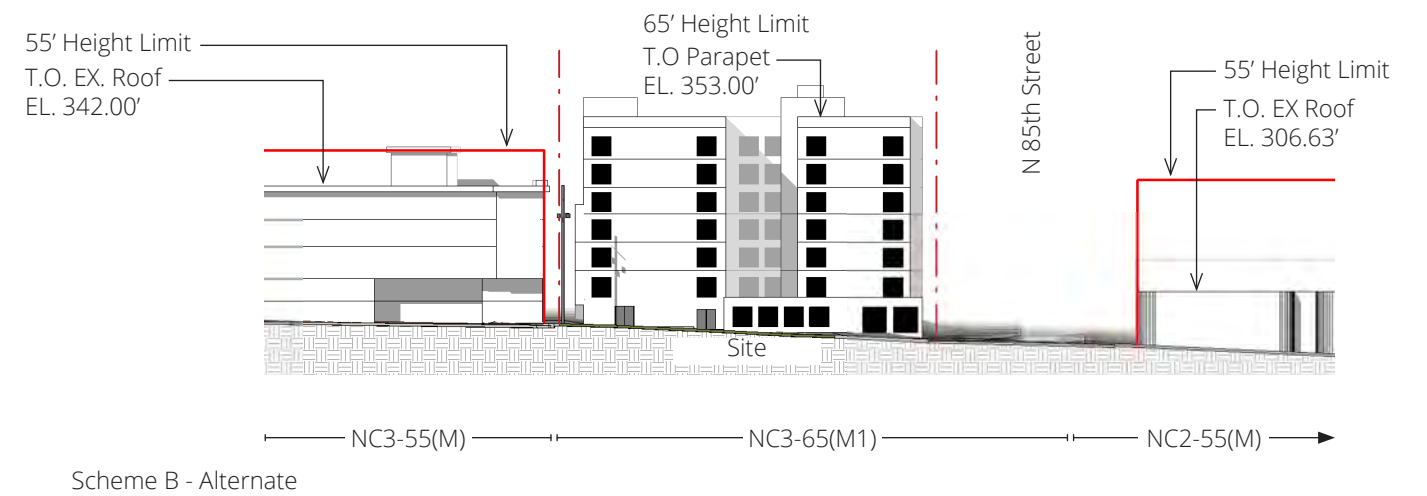 55’ Height Limit
T.O. EX. Roof
EL. 342.00’
65’ Height Limit
T.O Parapet
EL. 353.00’
N 85th Street
55’ Height Limit
T.O. EX Roof
EL. 306.63’
Site
NC3-55(M)
NC3-65(M1)
NC2-55(M)
Scheme B - Alternate